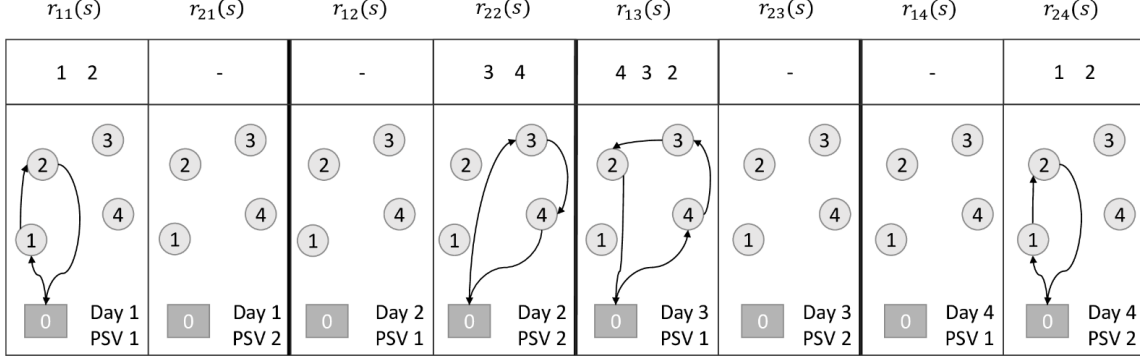 r₁₁(s) r₂₁(s) r₁₂(s) r₂₂(s) r₁₃(s) r₂₃(s) r₁₄(s) r₂₄(s)
1 2 - - 3 4 4 3 2 - - 1 2
3 3 3 3 3 3 3 3
2 2 2 2 2 2 2 2
4 4 4 4 4 4 4 4
1 1 1 1 1 1 1 1
0 Day 1 0 Day 1 0 Day 2 0 Day 2 0 Day 3 0 Day 3 0 Day 4 0 Day 4
PSV 1 PSV 2 PSV 1 PSV 2 PSV 1 PSV 2 PSV 1 PSV 2